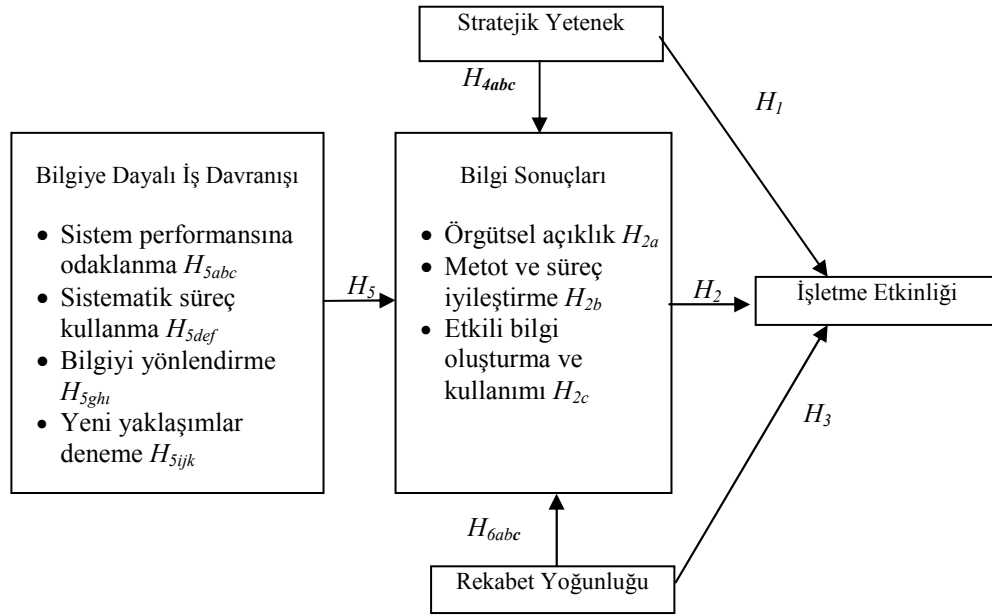 Stratejik Yetenek
H4abc
H1
Bilgiye Dayalı İş Davranışı
• Sistem performansına
odaklanma H5abc
• Sistematik süreç
kullanma H5def
• Bilgiyi yönlendirme
H5ghı
• Yeni yaklaşımlar
deneme H5ijk
H5
Bilgi Sonuçları
• Örgütsel açıklık H2a
• Metot ve süreç
iyileştirme H2b
• Etkili bilgi
oluşturma ve
kullanımı H2c
H2
İşletme Etkinliği
H3
H6abc
Rekabet Yoğunluğu